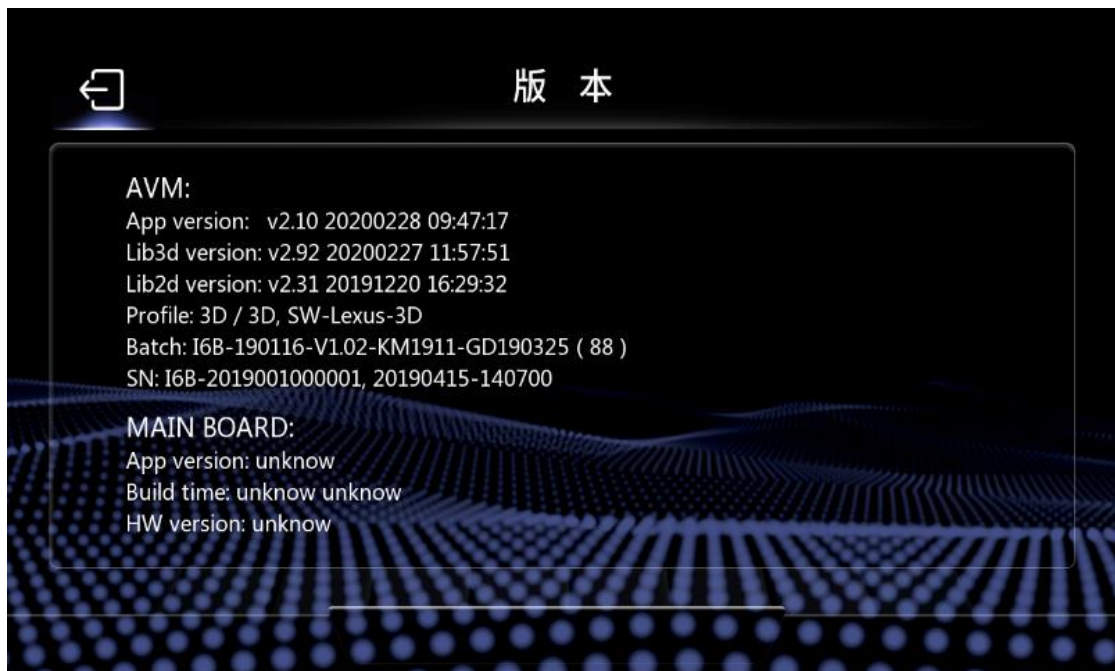 版 本
AVM:
App version: v2.10 20200228 09:47:17
Lib3d version: v2.92 20200227 11:57:51
Lib2d version: v2.31 20191220 16:29:32
Profile: 3D / 3D, SW-Lexus-3D
Batch: I6B-190116-V1.02-KM1911-GD190325 ( 88 )
SN: I6B-2019001000001, 20190415-140700
MAIN BOARD:
App version: unknow
Build time: unknow unknow
HW version: unknow